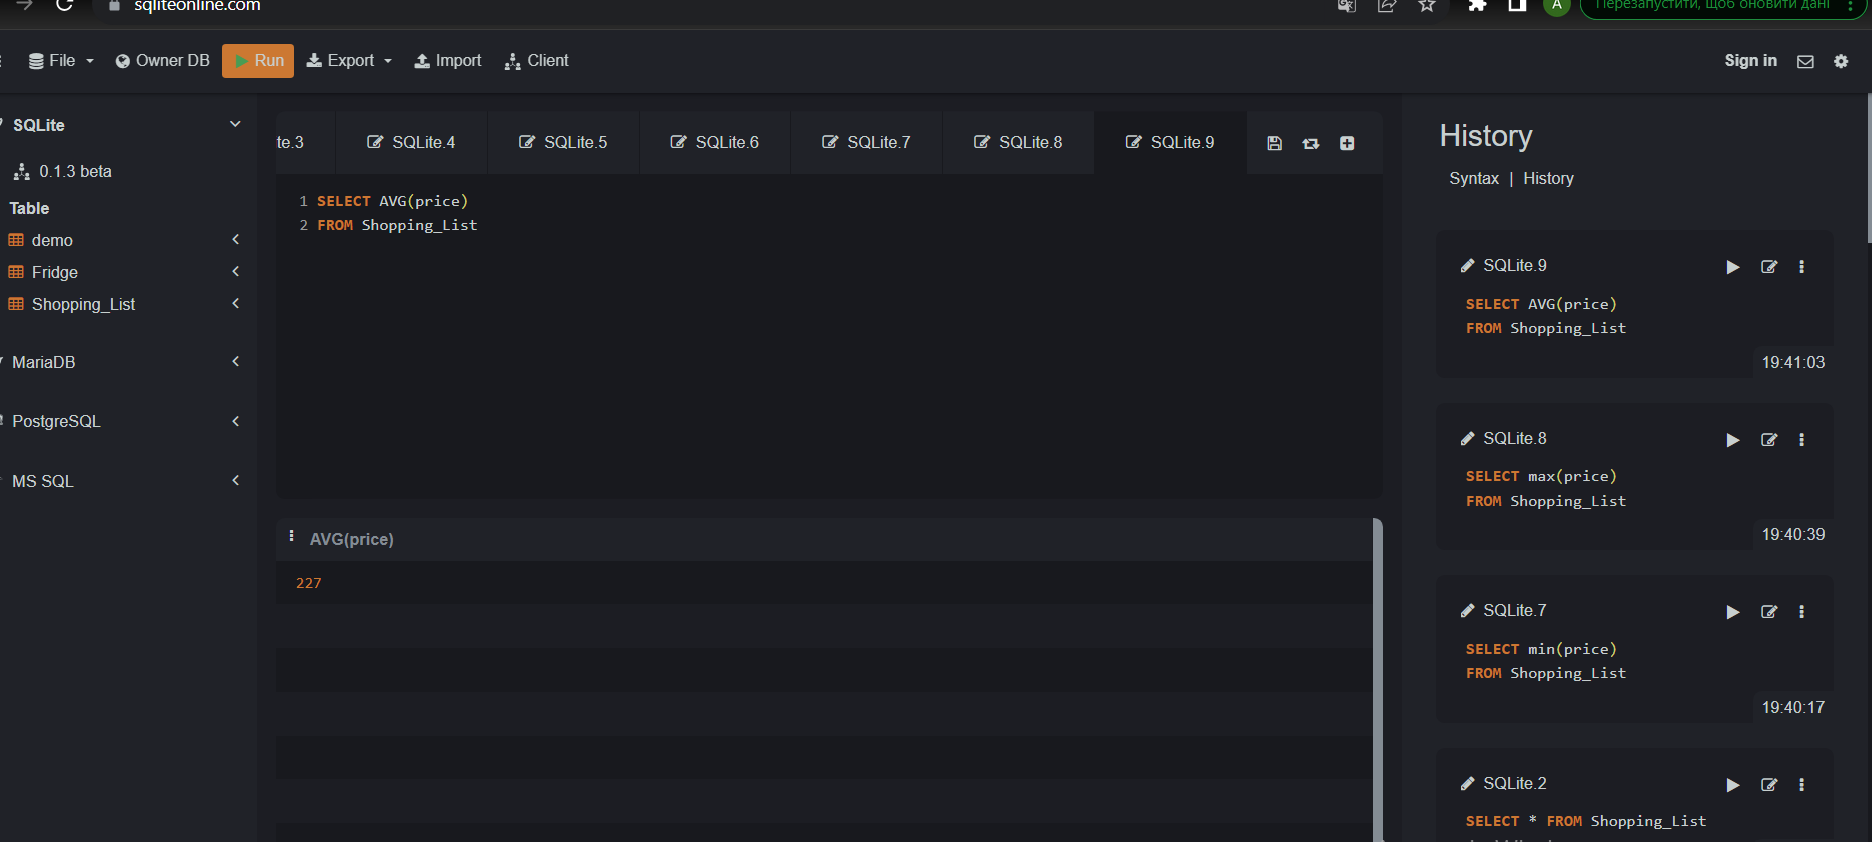 sqliteonline.com
Перезапустити, щоб оновити дані
A
File
Owner DB
Run
Export
Import
Client
Sign in
SQLite
0.1.3 beta
Table
demo
Fridge
Shopping_List
MariaDB
PostgreSQL
MS SQL
te.3
SQLite.4
SQLite.5
SQLite.6
SQLite.7
SQLite.8
SQLite.9
1 SELECT AVG(price)
2 FROM Shopping_List
AVG(price)
227
History
Syntax | History
SQLite.9
SELECT AVG(price)
FROM Shopping_List
19:41:03
SQLite.8
SELECT max(price)
FROM Shopping_List
19:40:39
SQLite.7
SELECT min(price)
FROM Shopping_List
19:40:17
SQLite.2
SELECT * FROM Shopping_List